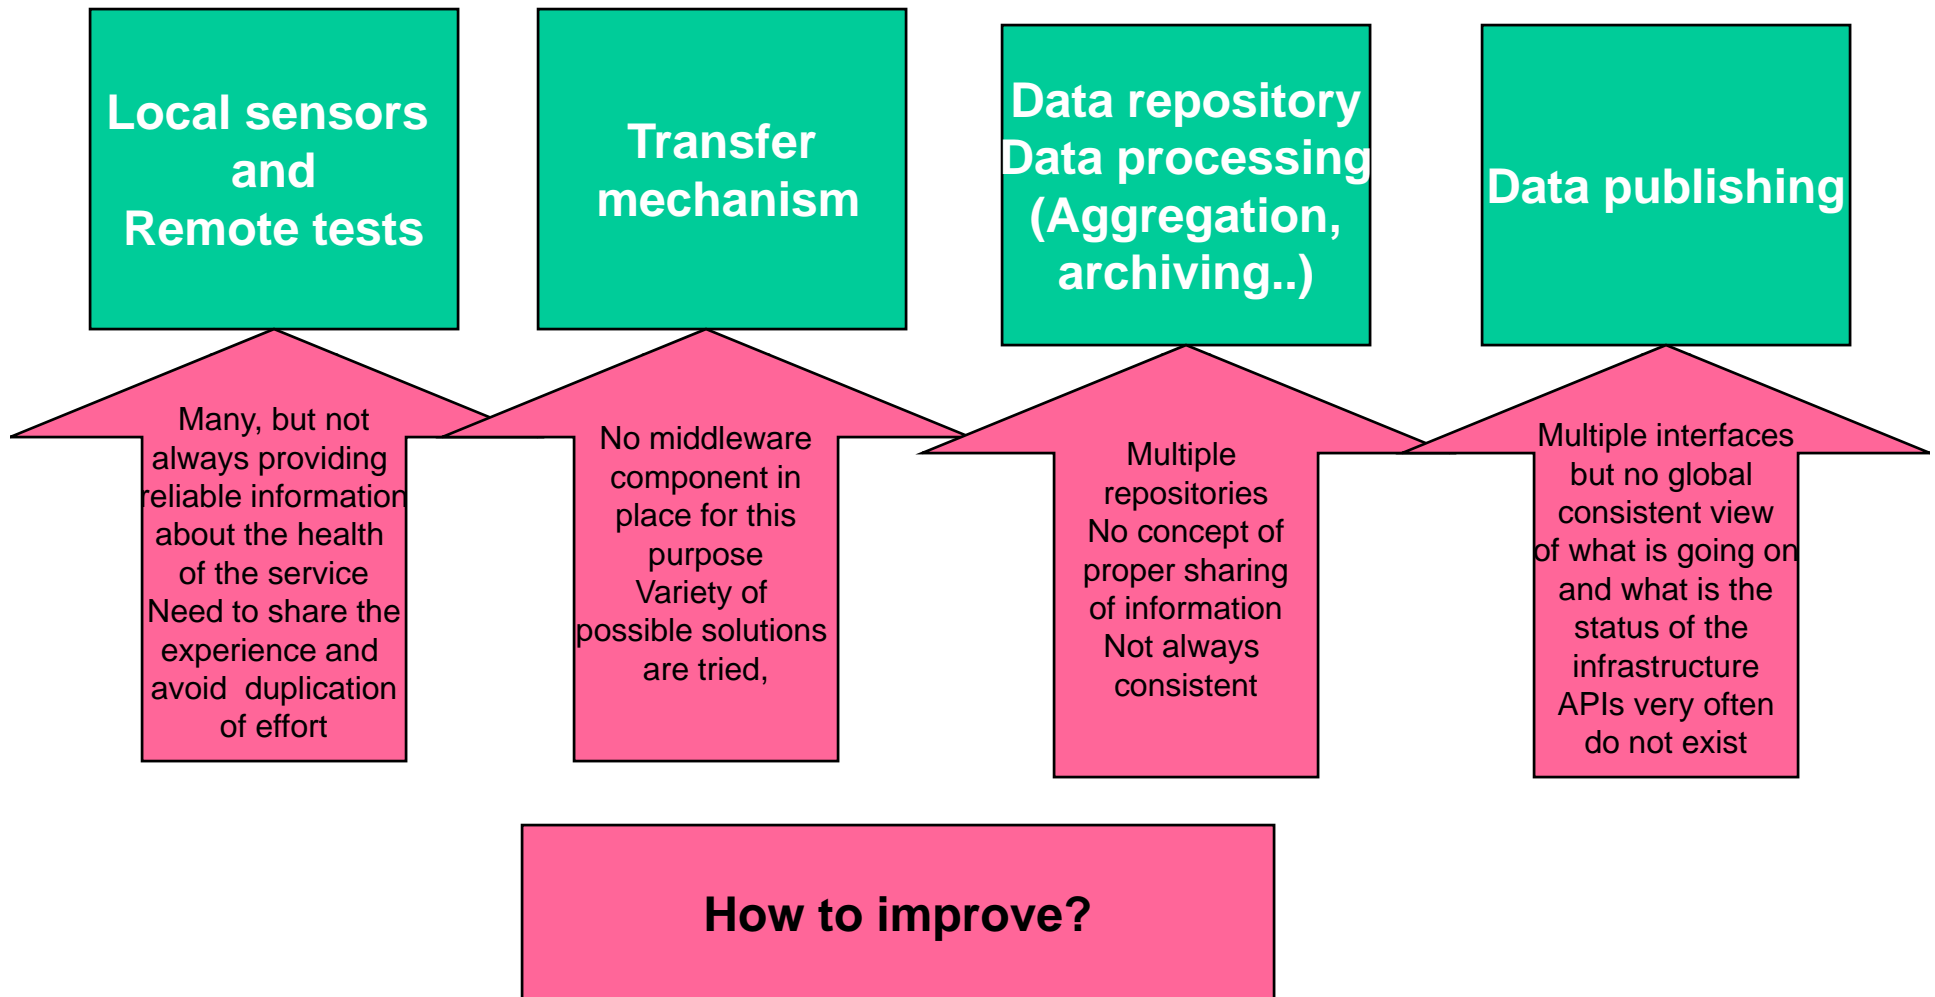 Local sensors
and
Remote tests
Transfer
mechanism
Data repository
Data processing
(Aggregation,
archiving..)
Data publishing
Many, but not
always providing
reliable information
about the health
of the service
Need to share the
experience and
avoid  duplication
of effort
No middleware
component in
place for this
purpose
Variety of
possible solutions
are tried,
Multiple
repositories
No concept of
proper sharing
of information
Not always
consistent
Multiple interfaces
but no global
consistent view
of what is going on
and what is the
status of the
infrastructure
APIs very often
do not exist
How to improve?